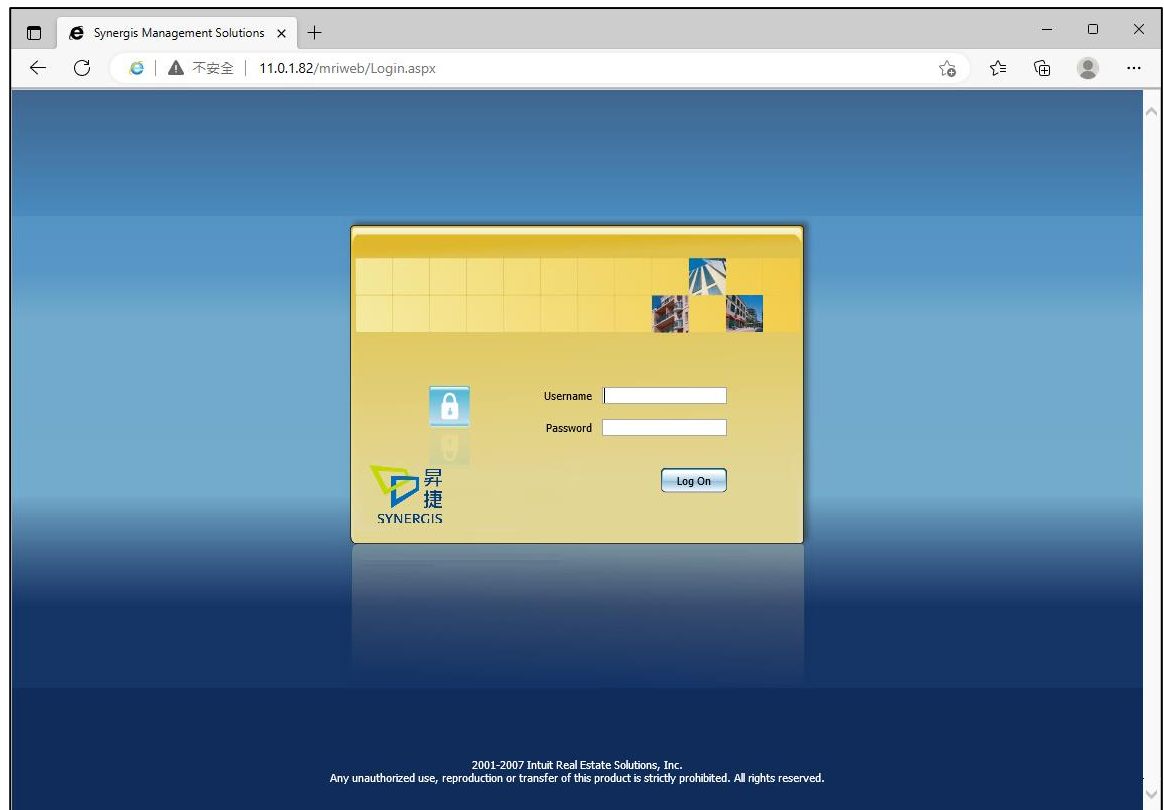 Synergis Management Solutions
不安全
11.0.1.82/mriweb/Login.aspx
Username
Password
昇
捷
SYNERGIS
Log On
2001-2007 Intuit Real Estate Solutions, Inc.
Any unauthorized use, reproduction or transfer of this product is strictly prohibited. All rights reserved.